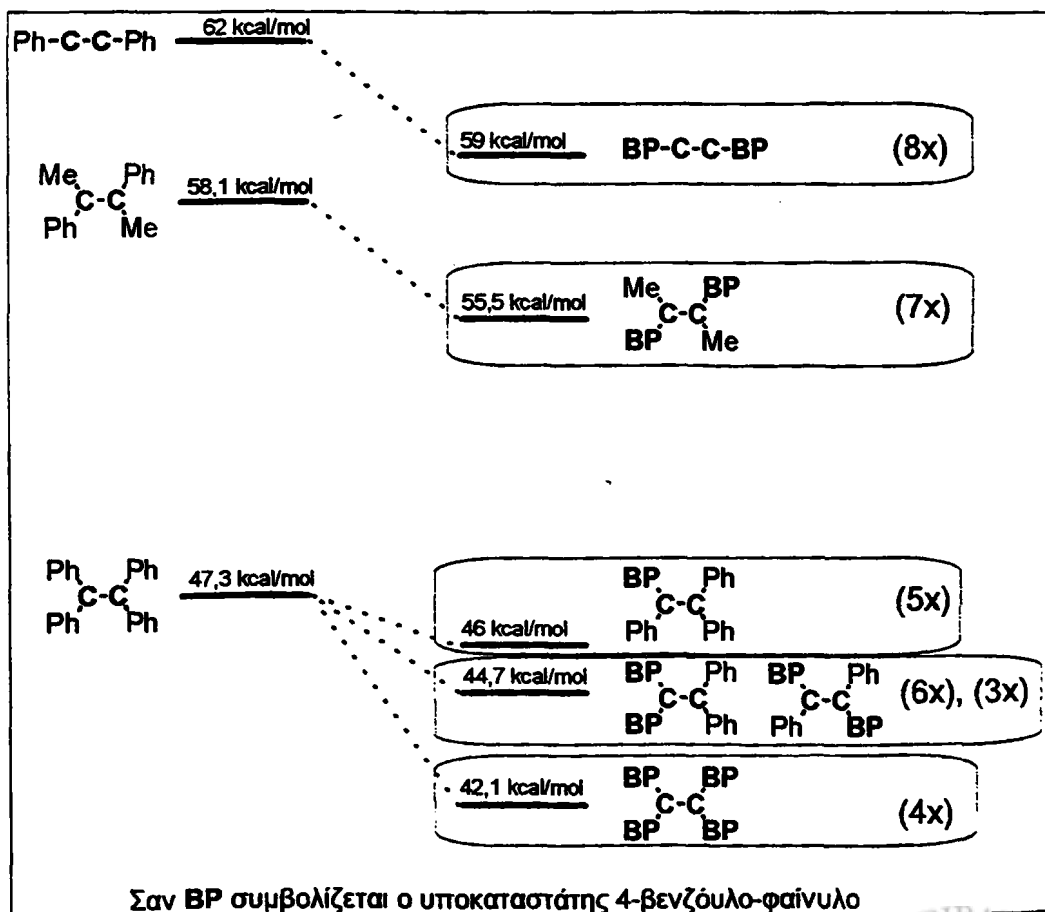 62 kcal/mol
Ph-C-C-Ph
59 kcal/mol BP-C-C-BP (8x)
Me Ph
C-C 58,1 kcal/mol
Ph Me
Me BP
55,5 kcal/mol C-C (7x)
BP Me
Ph Ph
C-C 47,3 kcal/mol
Ph Ph
BP Ph
C-C (5x)
46 kcal/mol Ph Ph
44,7 kcal/mol BP Ph BP Ph
C-C C-C (6x), (3x)
BP Ph Ph BP
42,1 kcal/mol BP BP
C-C (4x)
BP BP
Σαν BP συμβολίζεται ο υποκαταστάτης 4-βενζόυλο-φαίνυλο